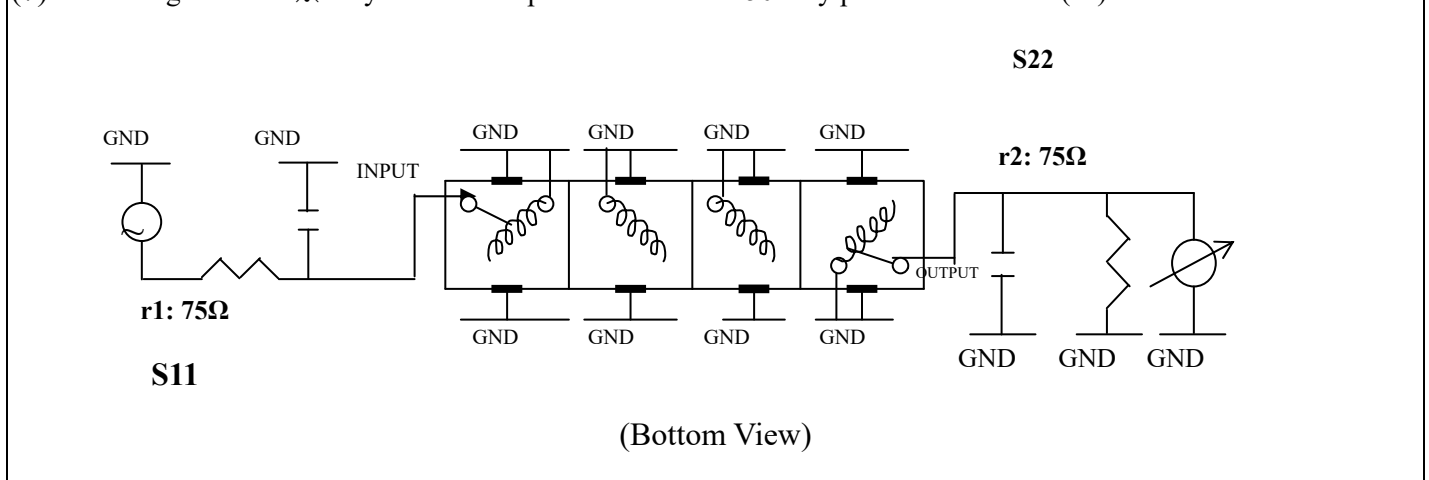 S22
GND GND GND GND GND GND
INPUT
r2: 75Ω
OUTPUT
r1: 75Ω
GND GND GND GND
GND GND GND
S11
(Bottom View)